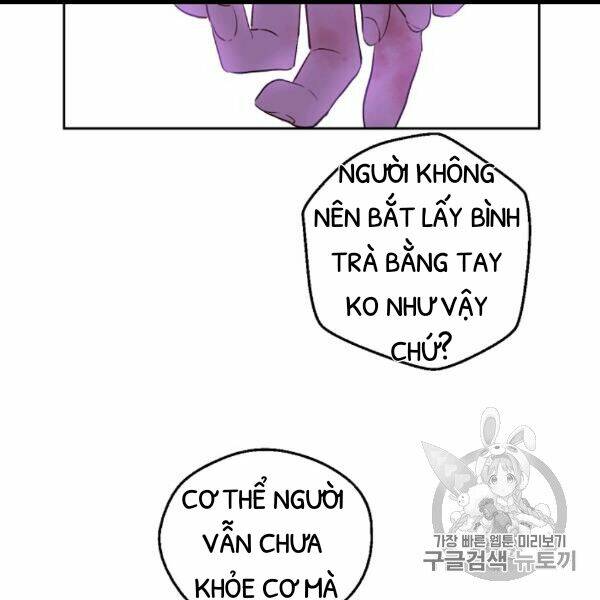 NGƯỜI KHÔNG
NÊN BẮT LẤY BÌNH
TRÀ BẰNG TAY
KO NHƯ VẬY
CHỨ?
CƠ THỂ NGƯỜI
VẪN CHƯA
KHỎE CƠ MÀ
가장 빠른 웹툰 미리보기
구글검색 뉴토끼